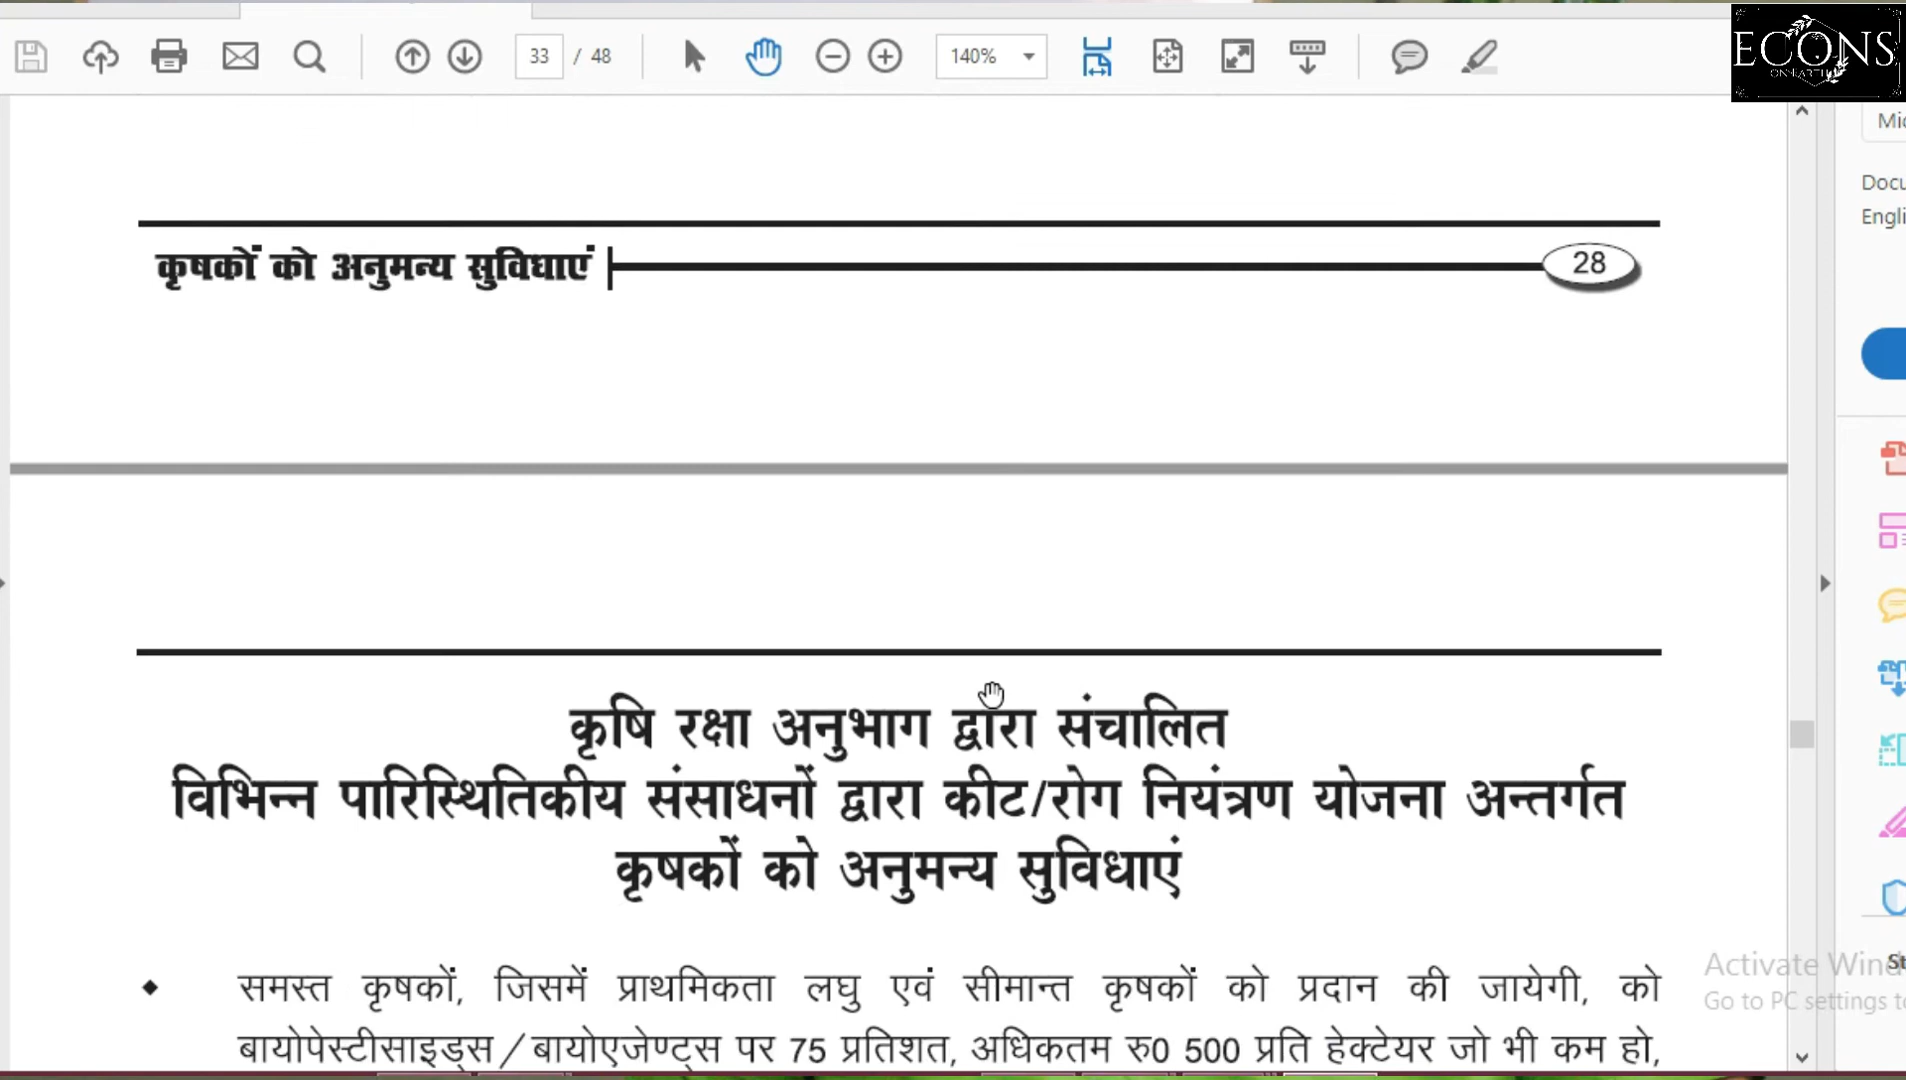 33 / 48
140%
ECONS
Mic
Docu
Engli
कृषकों को अनुमन्य सुविधाएं
28
कृषि रक्षा अनुभाग द्वारा संचालित
विभिन्न पारिस्थितिकीय संसाधनों द्वारा कीट/रोग नियंत्रण योजना अन्तर्गत
कृषकों को अनुमन्य सुविधाएं
◆ समस्त कृषकों, जिसमें प्राथमिकता लघु एवं सीमान्त कृषकों को प्रदान की जायेगी, को
बायोपेस्टीसाइड्स/बायोएजेण्ट्स पर 75 प्रतिशत, अधिकतम रु0 500 प्रति हेक्टेयर जो भी कम हो,
Activate Wind
Go to PC settings to